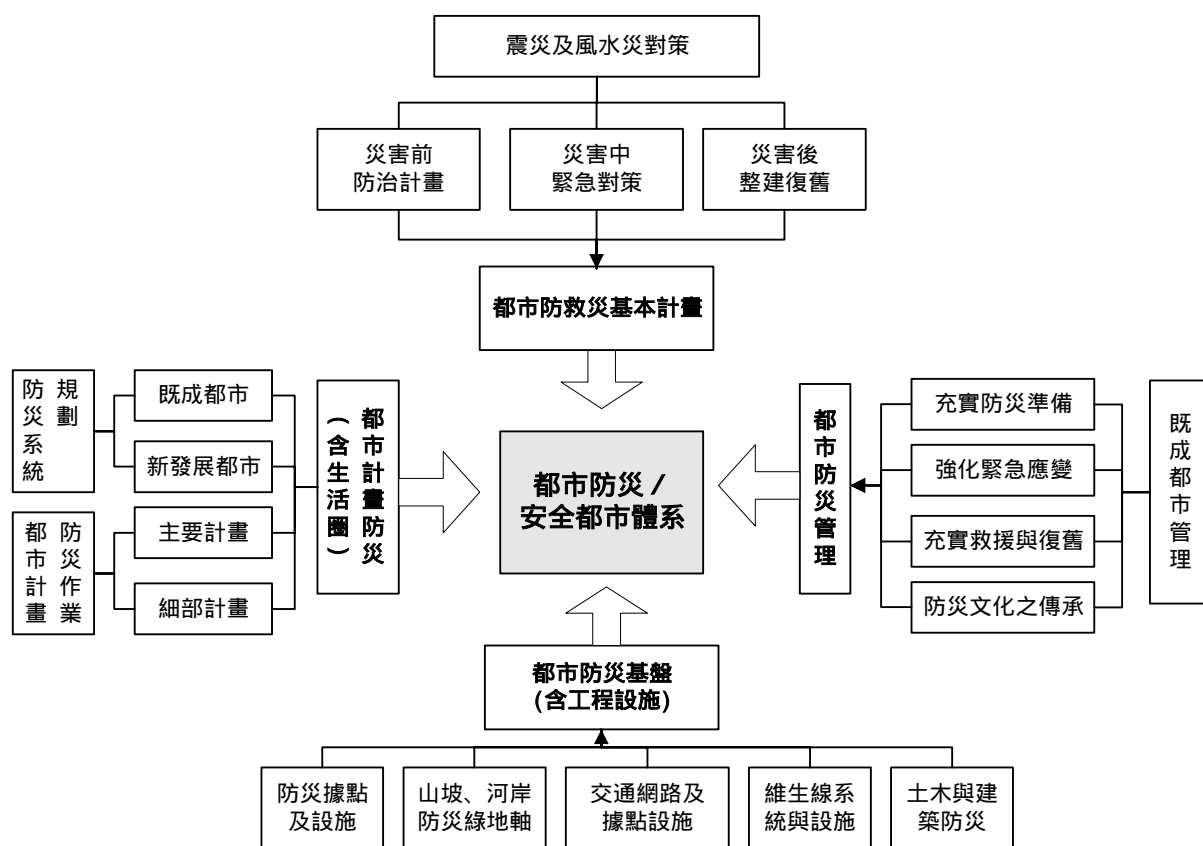 震災及風水災對策
災害前
防治計畫
災害中
緊急對策
災害後
整建復舊
都市防救災基本計畫
規劃
防災系統
既成都市
新發展都市
防災作業
都市計畫
主要計畫
細部計畫
都市計畫防災
(含生活圈)
都市防災 /
安全都市體系
都市防災管理
充實防災準備
強化緊急應變
充實救援與復舊
防災文化之傳承
既成都市管理
都市防災基盤
(含工程設施)
防災據點
及設施
山坡、河岸
防災綠地軸
交通網路及
據點設施
維生線系
統與設施
土木與建
築防災